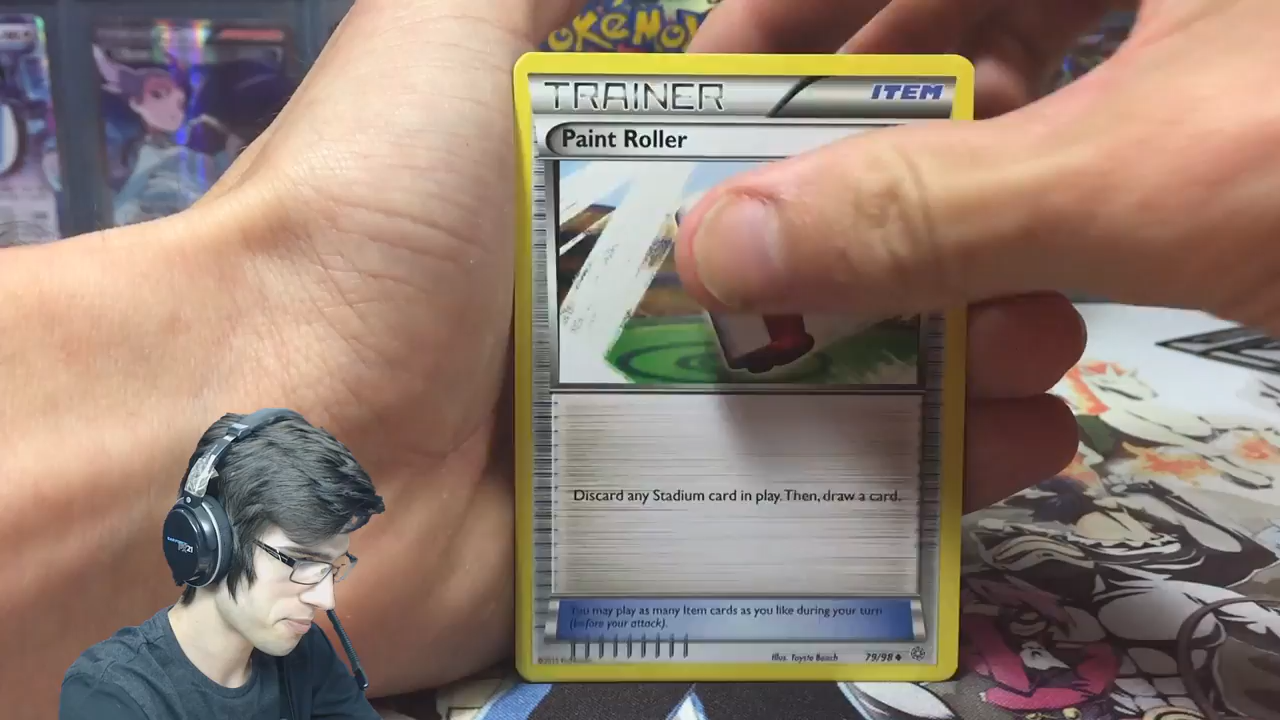 POKéMON
TRAINER
ITEM
Paint Roller
Discard any Stadium card in play. Then, draw a card.
You may play as many Item cards as you like during your turn
(before your attack).
Illus. Toyste Beach
79/98